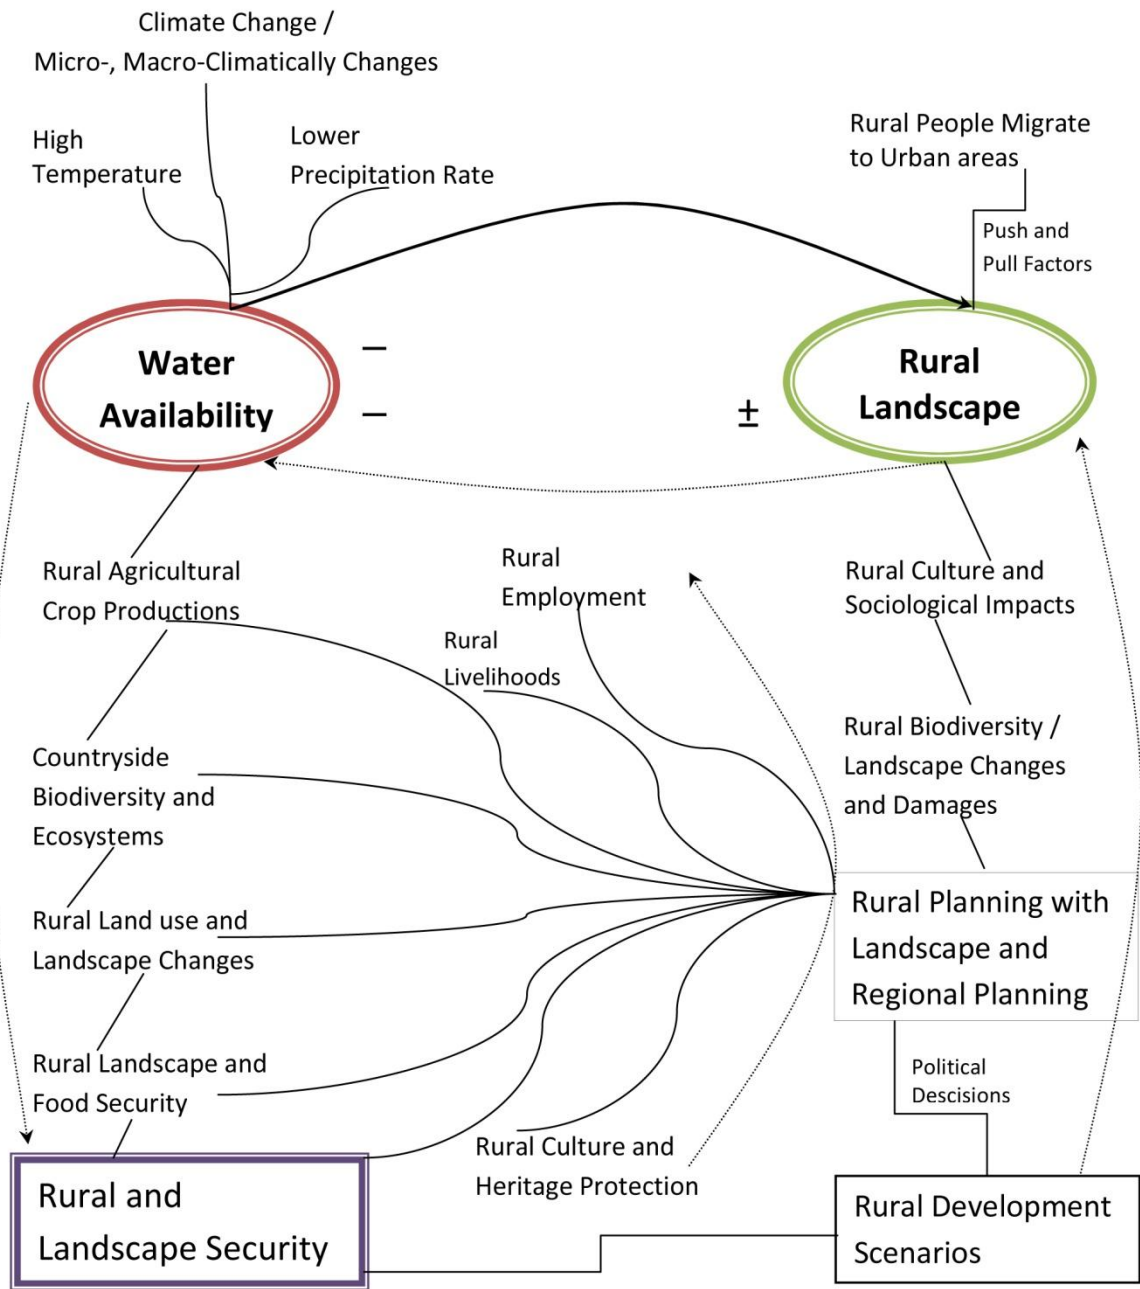 Climate Change /
Micro-, Macro-Climatically Changes
High
Temperature
Lower
Precipitation Rate
Rural People Migrate
to Urban areas
Push and
Pull Factors
Water
Availability
–
–
±
Rural
Landscape
Rural Agricultural
Crop Productions
Rural
Employment
Rural
Livelihoods
Rural Culture and
Sociological Impacts
Countryside
Biodiversity and
Ecosystems
Rural Biodiversity /
Landscape Changes
and Damages
Rural Land use and
Landscape Changes
Rural Planning with
Landscape and
Regional Planning
Rural Landscape and
Food Security
Political
Descisions
Rural Culture and
Heritage Protection
Rural and
Landscape Security
Rural Development
Scenarios